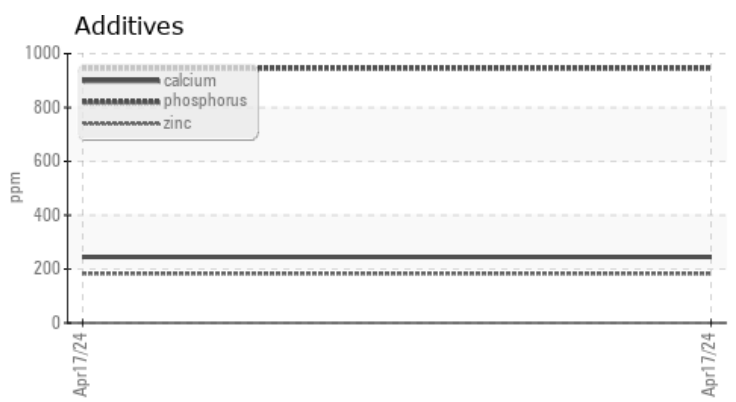 Additives
1000
800
600
400
200
0
ppm
calcium
phosphorus
zinc
Apr17/24
Apr17/24